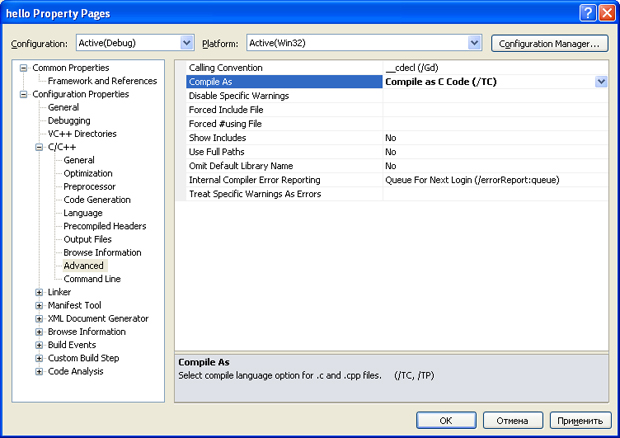 hello Property Pages
Configuration: Active(Debug) Platform: Active(Win32) Configuration Manager...
Common Properties
Framework and References
Configuration Properties
General
Debugging
VC++ Directories
C/C++
General
Optimization
Preprocessor
Code Generation
Language
Precompiled Headers
Output Files
Browse Information
Advanced
Command Line
Linker
Manifest Tool
XML Document Generator
Browse Information
Build Events
Custom Build Step
Code Analysis
Calling Convention __cdecl (/Gd)
Compile As Compile as C Code (/TC)
Disable Specific Warnings
Forced Include File
Forced #using File
Show Includes No
Use Full Paths No
Omit Default Library Name No
Internal Compiler Error Reporting Queue For Next Login (/errorReport:queue)
Treat Specific Warnings As Errors
Compile As
Select compile language option for .c and .cpp files. (/TC, /TP)
OK Отмена Применить